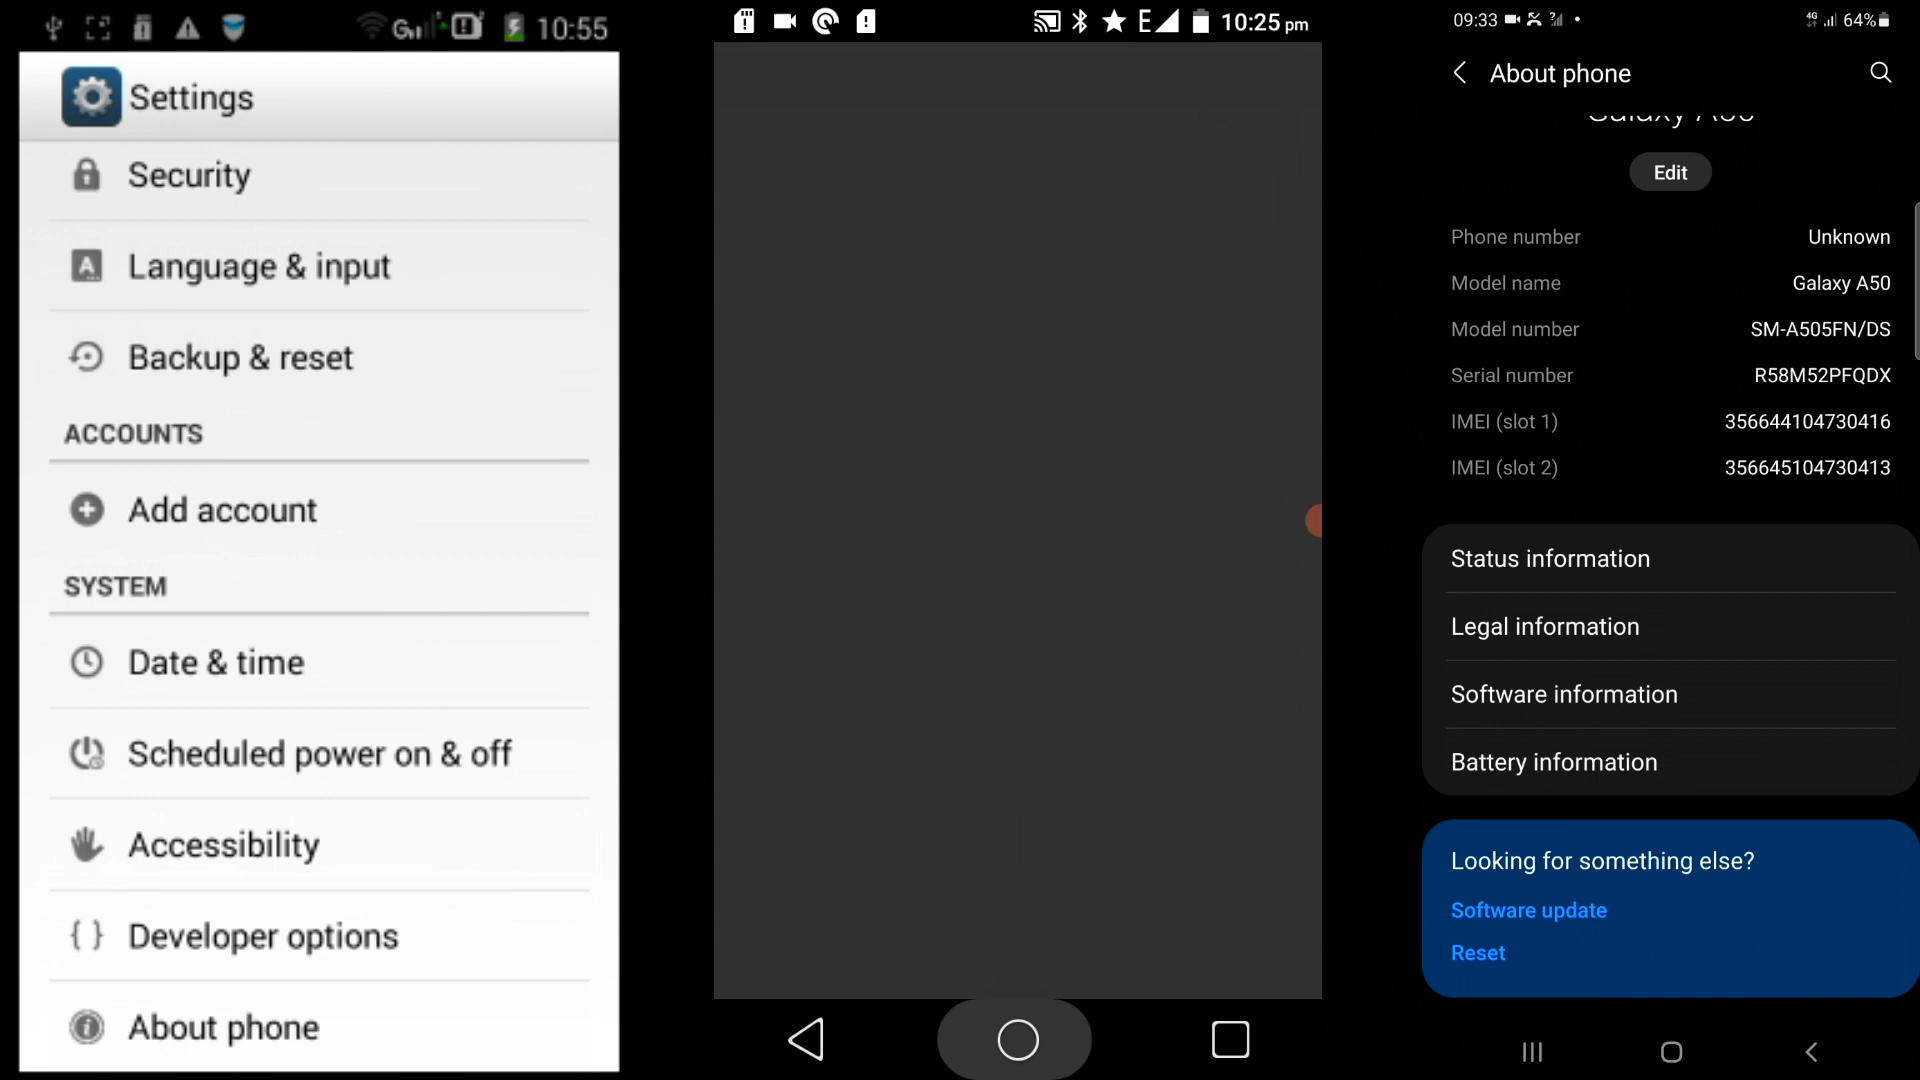 10:55
Settings
Security
Language & input
Backup & reset
ACCOUNTS
Add account
SYSTEM
Date & time
Scheduled power on & off
Accessibility
Developer options
About phone
E 10:25 pm
09:33 4G 64%
About phone
Galaxy A50
Edit
Phone number Unknown
Model name Galaxy A50
Model number SM-A505FN/DS
Serial number R58M52PFQDX
IMEI (slot 1) 356644104730416
IMEI (slot 2) 356645104730413
Status information
Legal information
Software information
Battery information
Looking for something else?
Software update
Reset